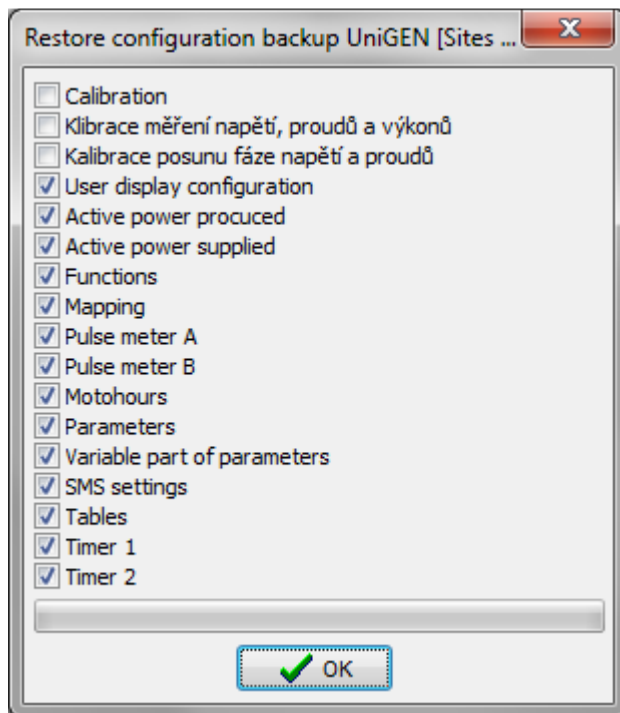 Restore configuration backup UniGEN [Sites ...
Calibration
Klibrace měření napětí, proudů a výkonů
Kalibrace posunu fáze napětí a proudů
User display configuration
Active power procuced
Active power supplied
Functions
Mapping
Pulse meter A
Pulse meter B
Motohours
Parameters
Variable part of parameters
SMS settings
Tables
Timer 1
Timer 2
OK